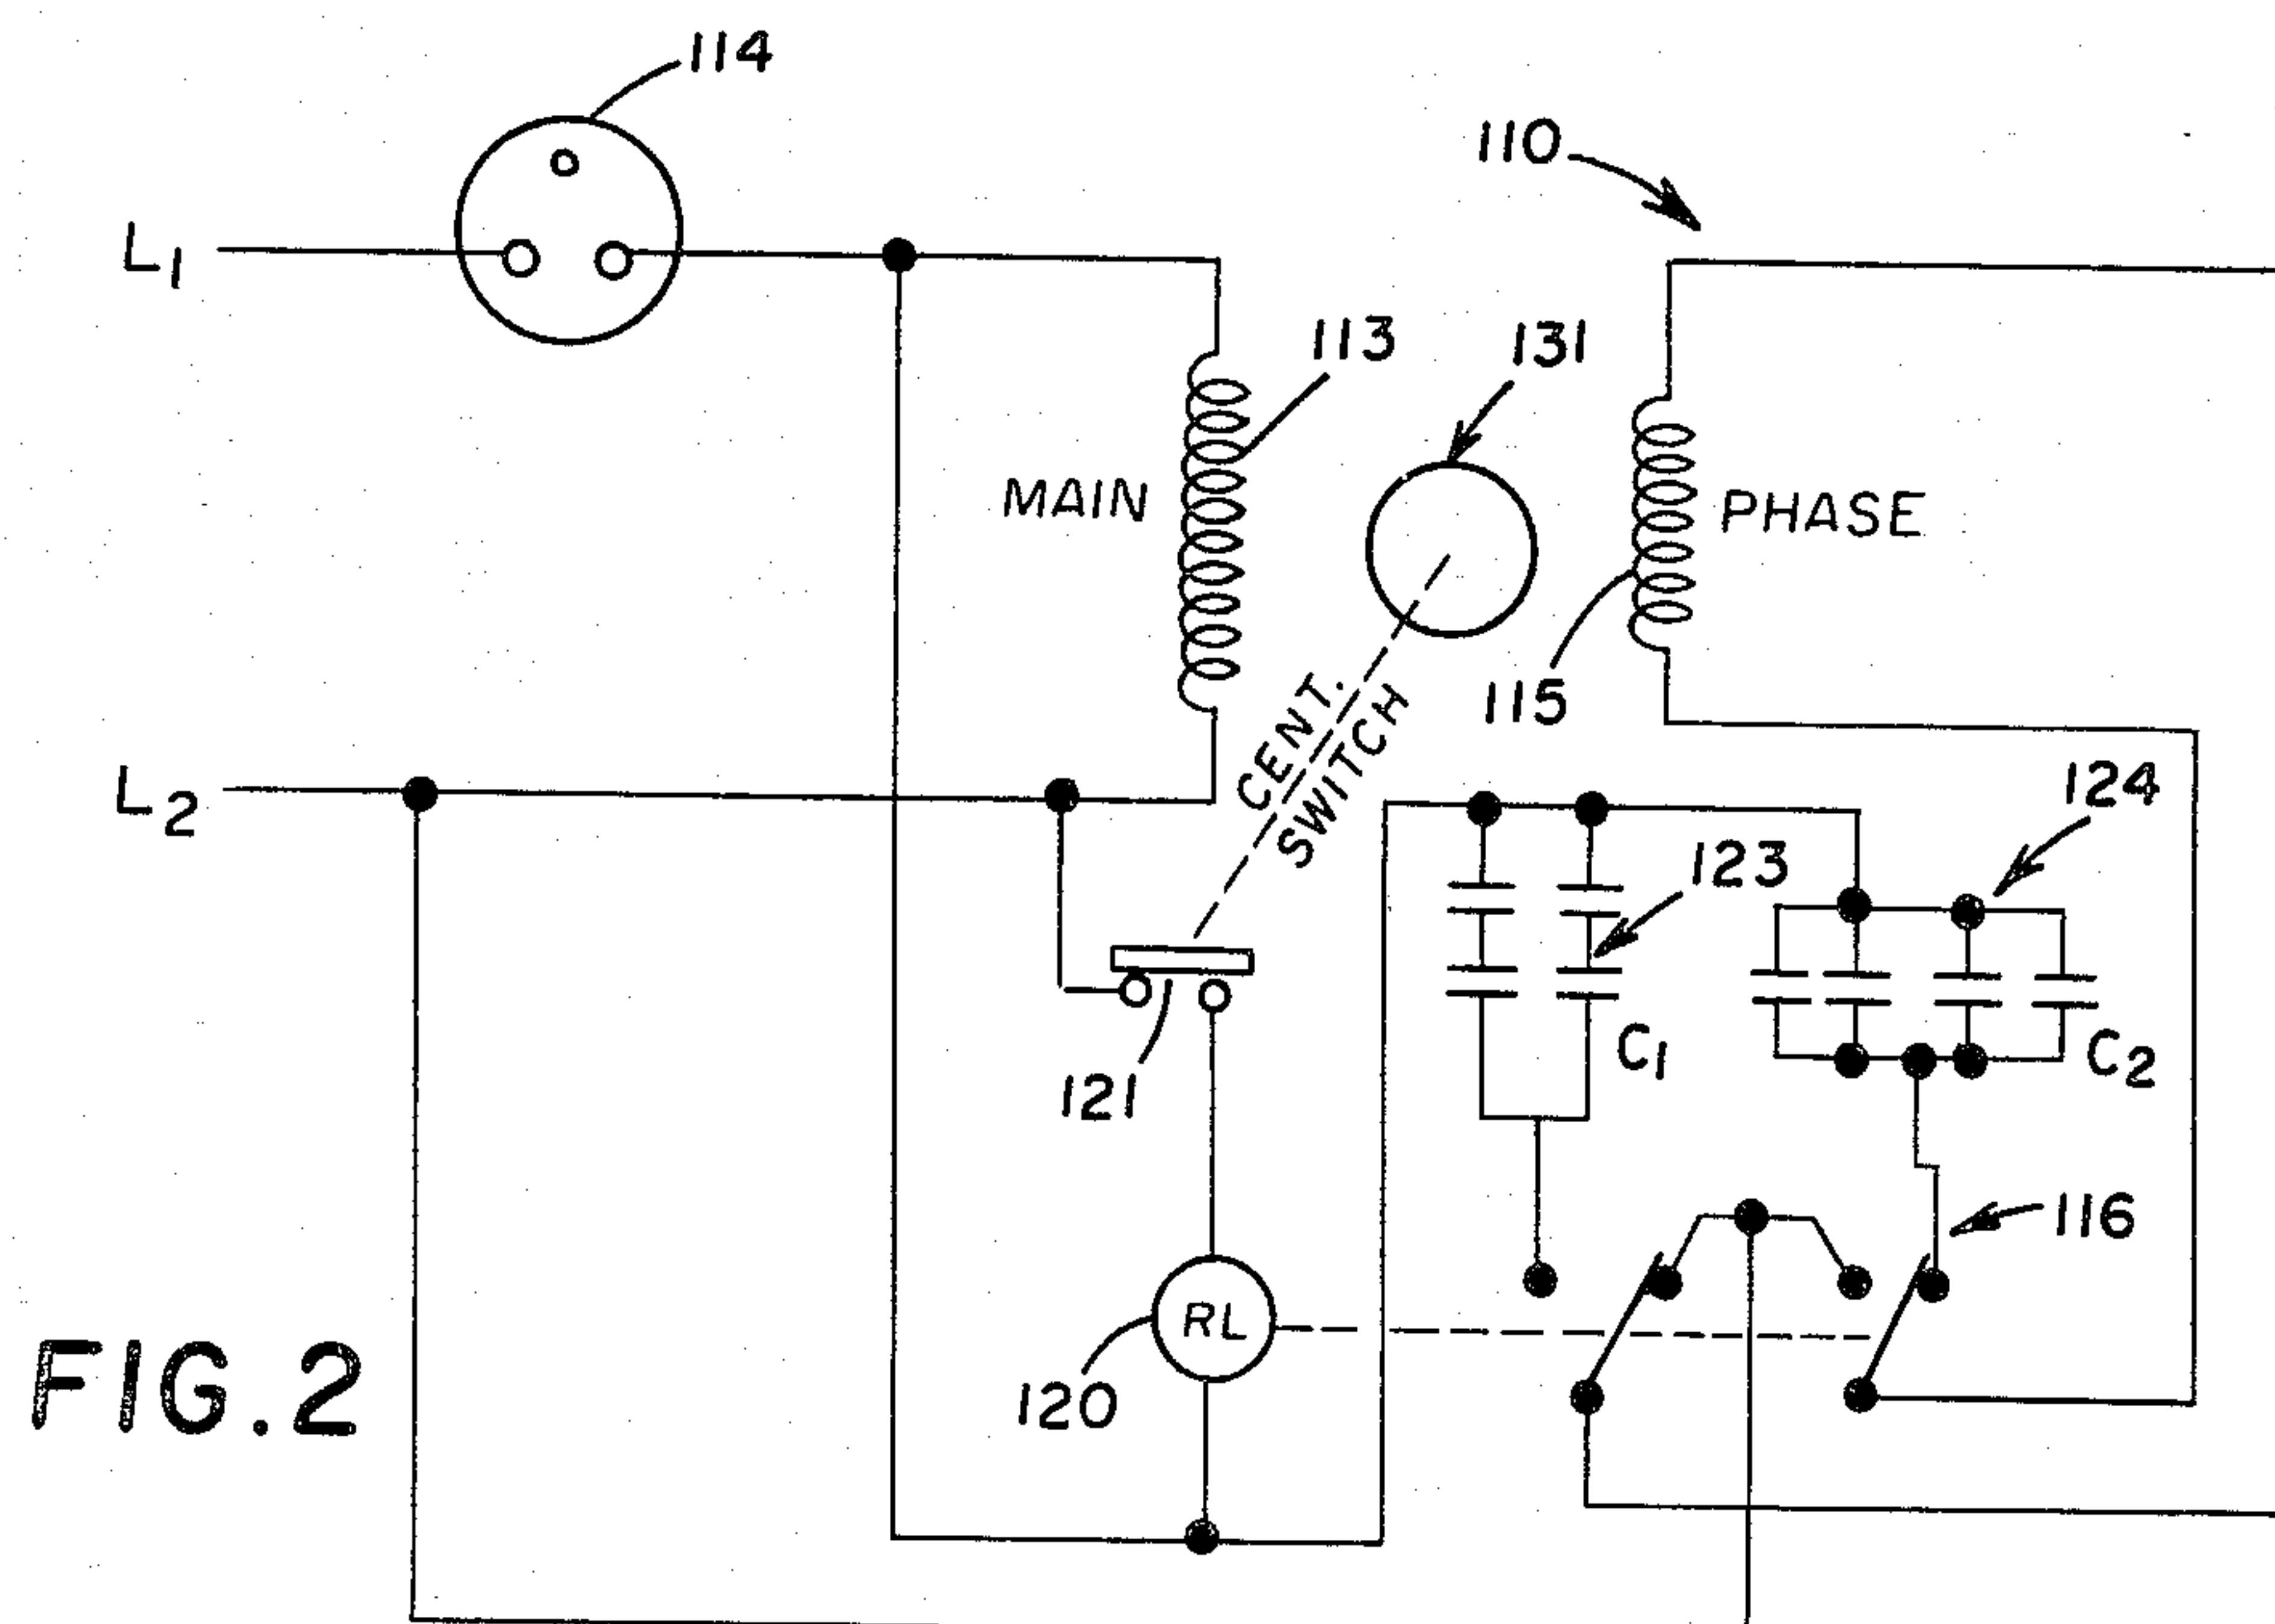 114
110
L1
113
131
MAIN
PHASE
115
CENT.
SWITCH
L2
124
123
C1
C2
121
116
RL
120
FIG.2